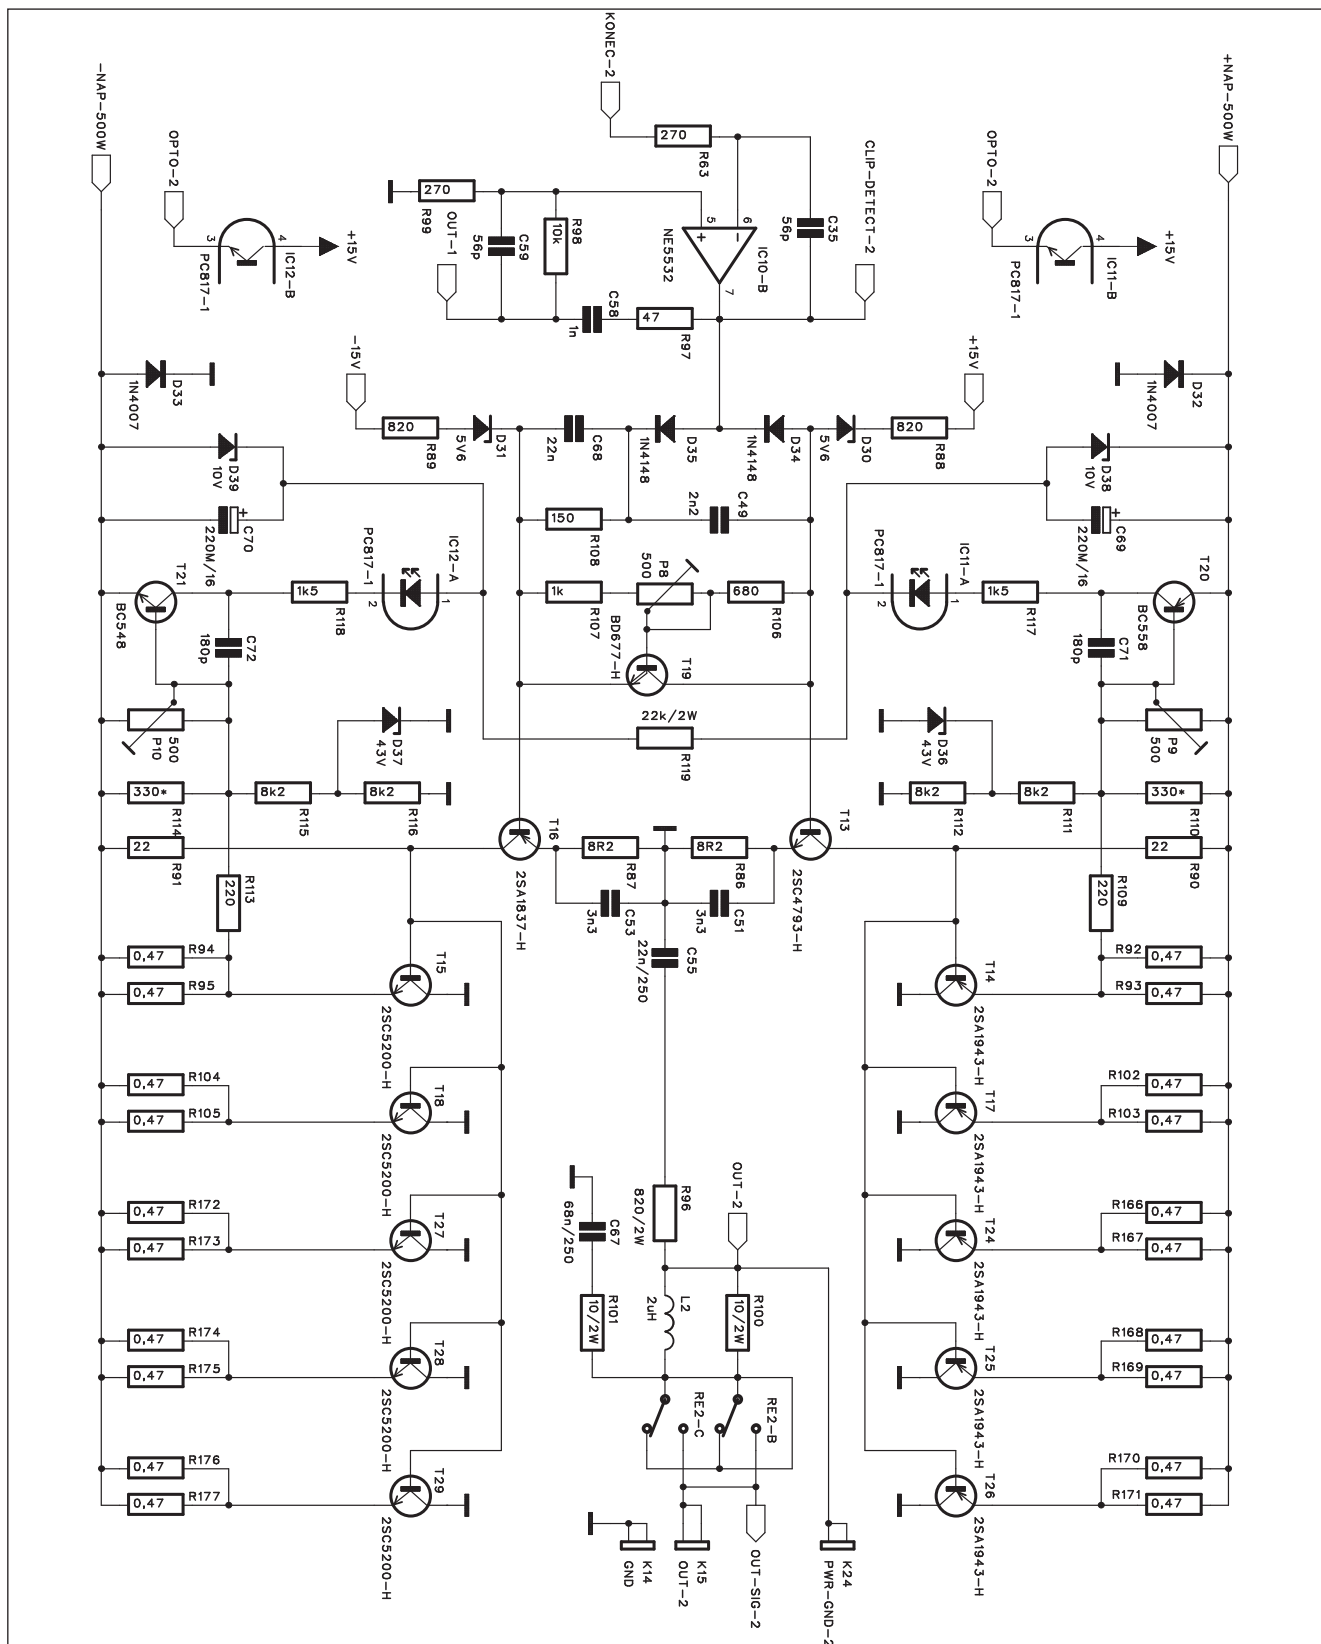 KONEC-2
-NAP-500W
+NAP-500W
OPTO-2
270
R63
CLIP-DETECT-2
OPTO-2
270
R99
OUT-1
C59
56p
R98
10k
5
6
+
-
NE5532
IC10-B
7
C35
56p
+15V
4
3
IC12-B
PC817-1
+15V
4
3
IC11-B
PC817-1
C58
1n
47
R97
-15V
+15V
D33
1N4007
D32
1N4007
820
R89
D31
5V6
C68
22n
D35
1N4148
D34
1N4148
D30
5V6
820
R88
D39
10V
D38
10V
C70
220M/16
+
C69
220M/16
+
150
R108
C49
2n2
PC817-1
IC12-A
2
1
PC817-1
IC11-A
2
1
T21
BC548
1k5
R118
1k
R107
P8
500
680
R106
1k5
R117
T20
BC558
C72
180p
BD677-H
T19
C71
180p
500
P10
D37
43V
22k/2W
R119
D36
43V
P9
500
330*
R114
8k2
R115
8k2
R116
8k2
R112
8k2
R111
330*
R110
22
R91
T16
2SA1837-H
8R2
R87
8R2
R86
T13
2SC4793-H
22
R90
R113
220
C53
3n3
C51
3n3
R109
220
0,47
R94
0,47
R95
T15
2SC5200-H
C55
22n/250
T14
2SA1943-H
R92
0,47
R93
0,47
0,47
R104
0,47
R105
T18
2SC5200-H
T17
2SA1943-H
R102
0,47
R103
0,47
0,47
R172
0,47
R173
T27
2SC5200-H
C67
68n/250
R96
820/2W
OUT-2
T24
2SA1943-H
R166
0,47
R167
0,47
0,47
R174
0,47
R175
T28
2SC5200-H
R101
10/2W
L2
2uH
R100
10/2W
T25
2SA1943-H
R168
0,47
R169
0,47
RE2-C
RE2-B
0,47
R176
0,47
R177
T29
2SC5200-H
T26
2SA1943-H
R170
0,47
R171
0,47
K14
GND
K15
OUT-2
OUT-SIG-2
K24
PWR-GND-2